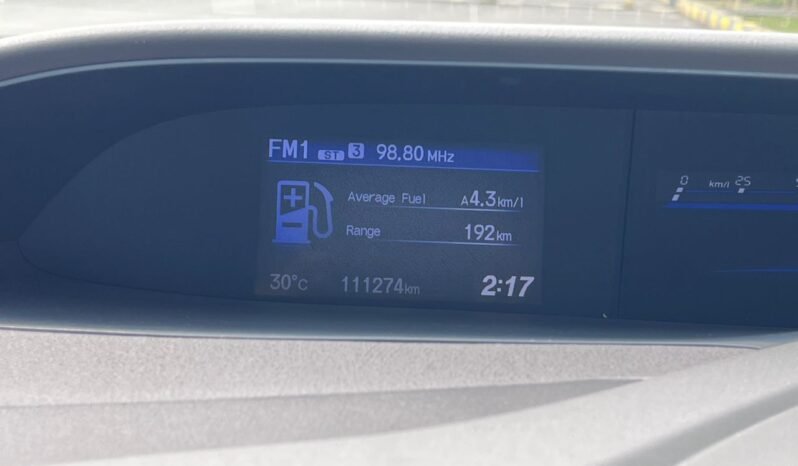 FM1 ST 3 98.80 MHz
Average Fuel A4.3km/l
Range 192km
30°C 111274km 2:17
0 km/l 25